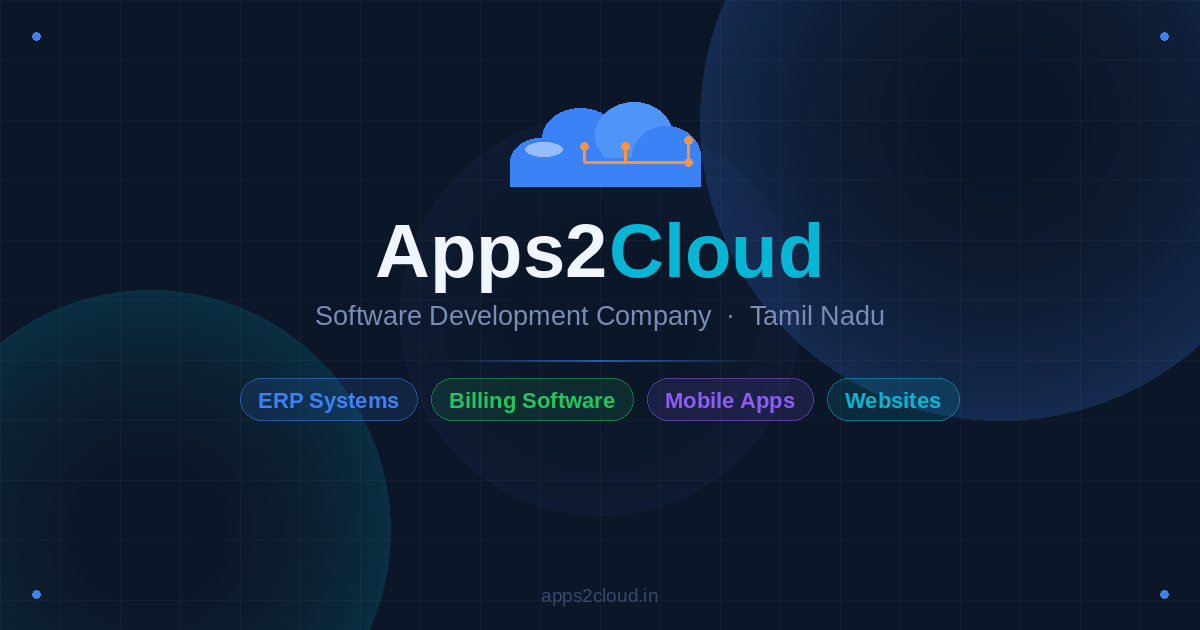 Apps2Cloud
Software Development Company · Tamil Nadu
ERP Systems Billing Software Mobile Apps Websites
apps2cloud.in